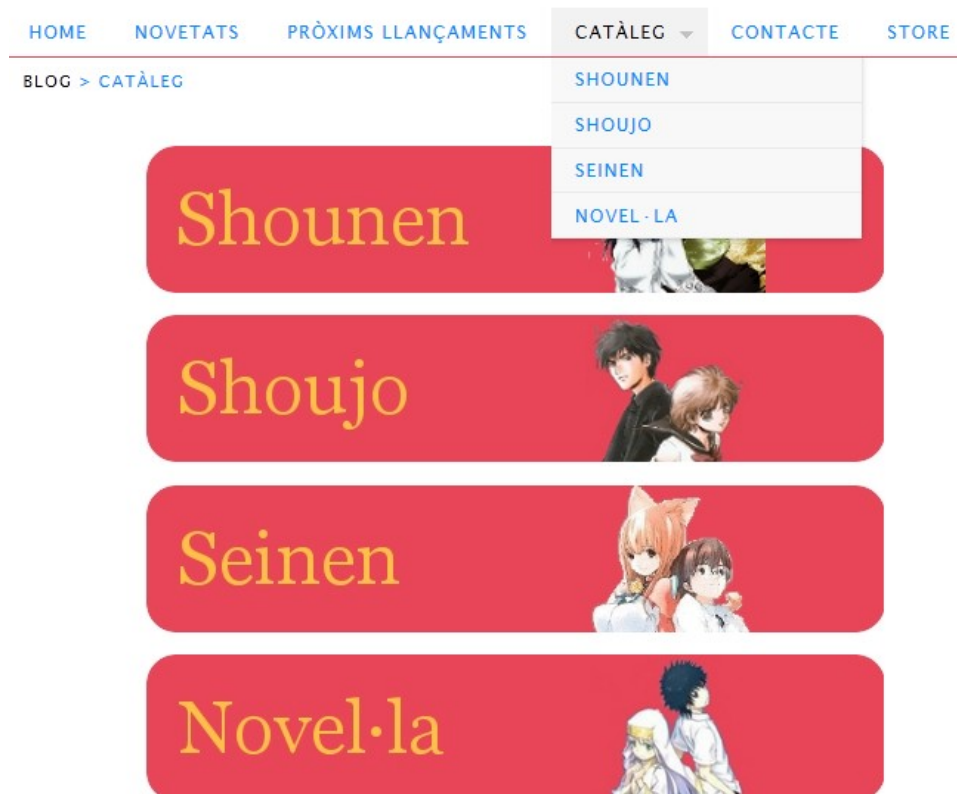 HOME NOVETATS PRÒXIMS LLANÇAMENTS CATÀLEG CONTACTE STORE
BLOG > CATÀLEG
SHOUNEN
SHOUJO
SEINEN
NOVEL·LA
Shounen
Shoujo
Seinen
Novel·la